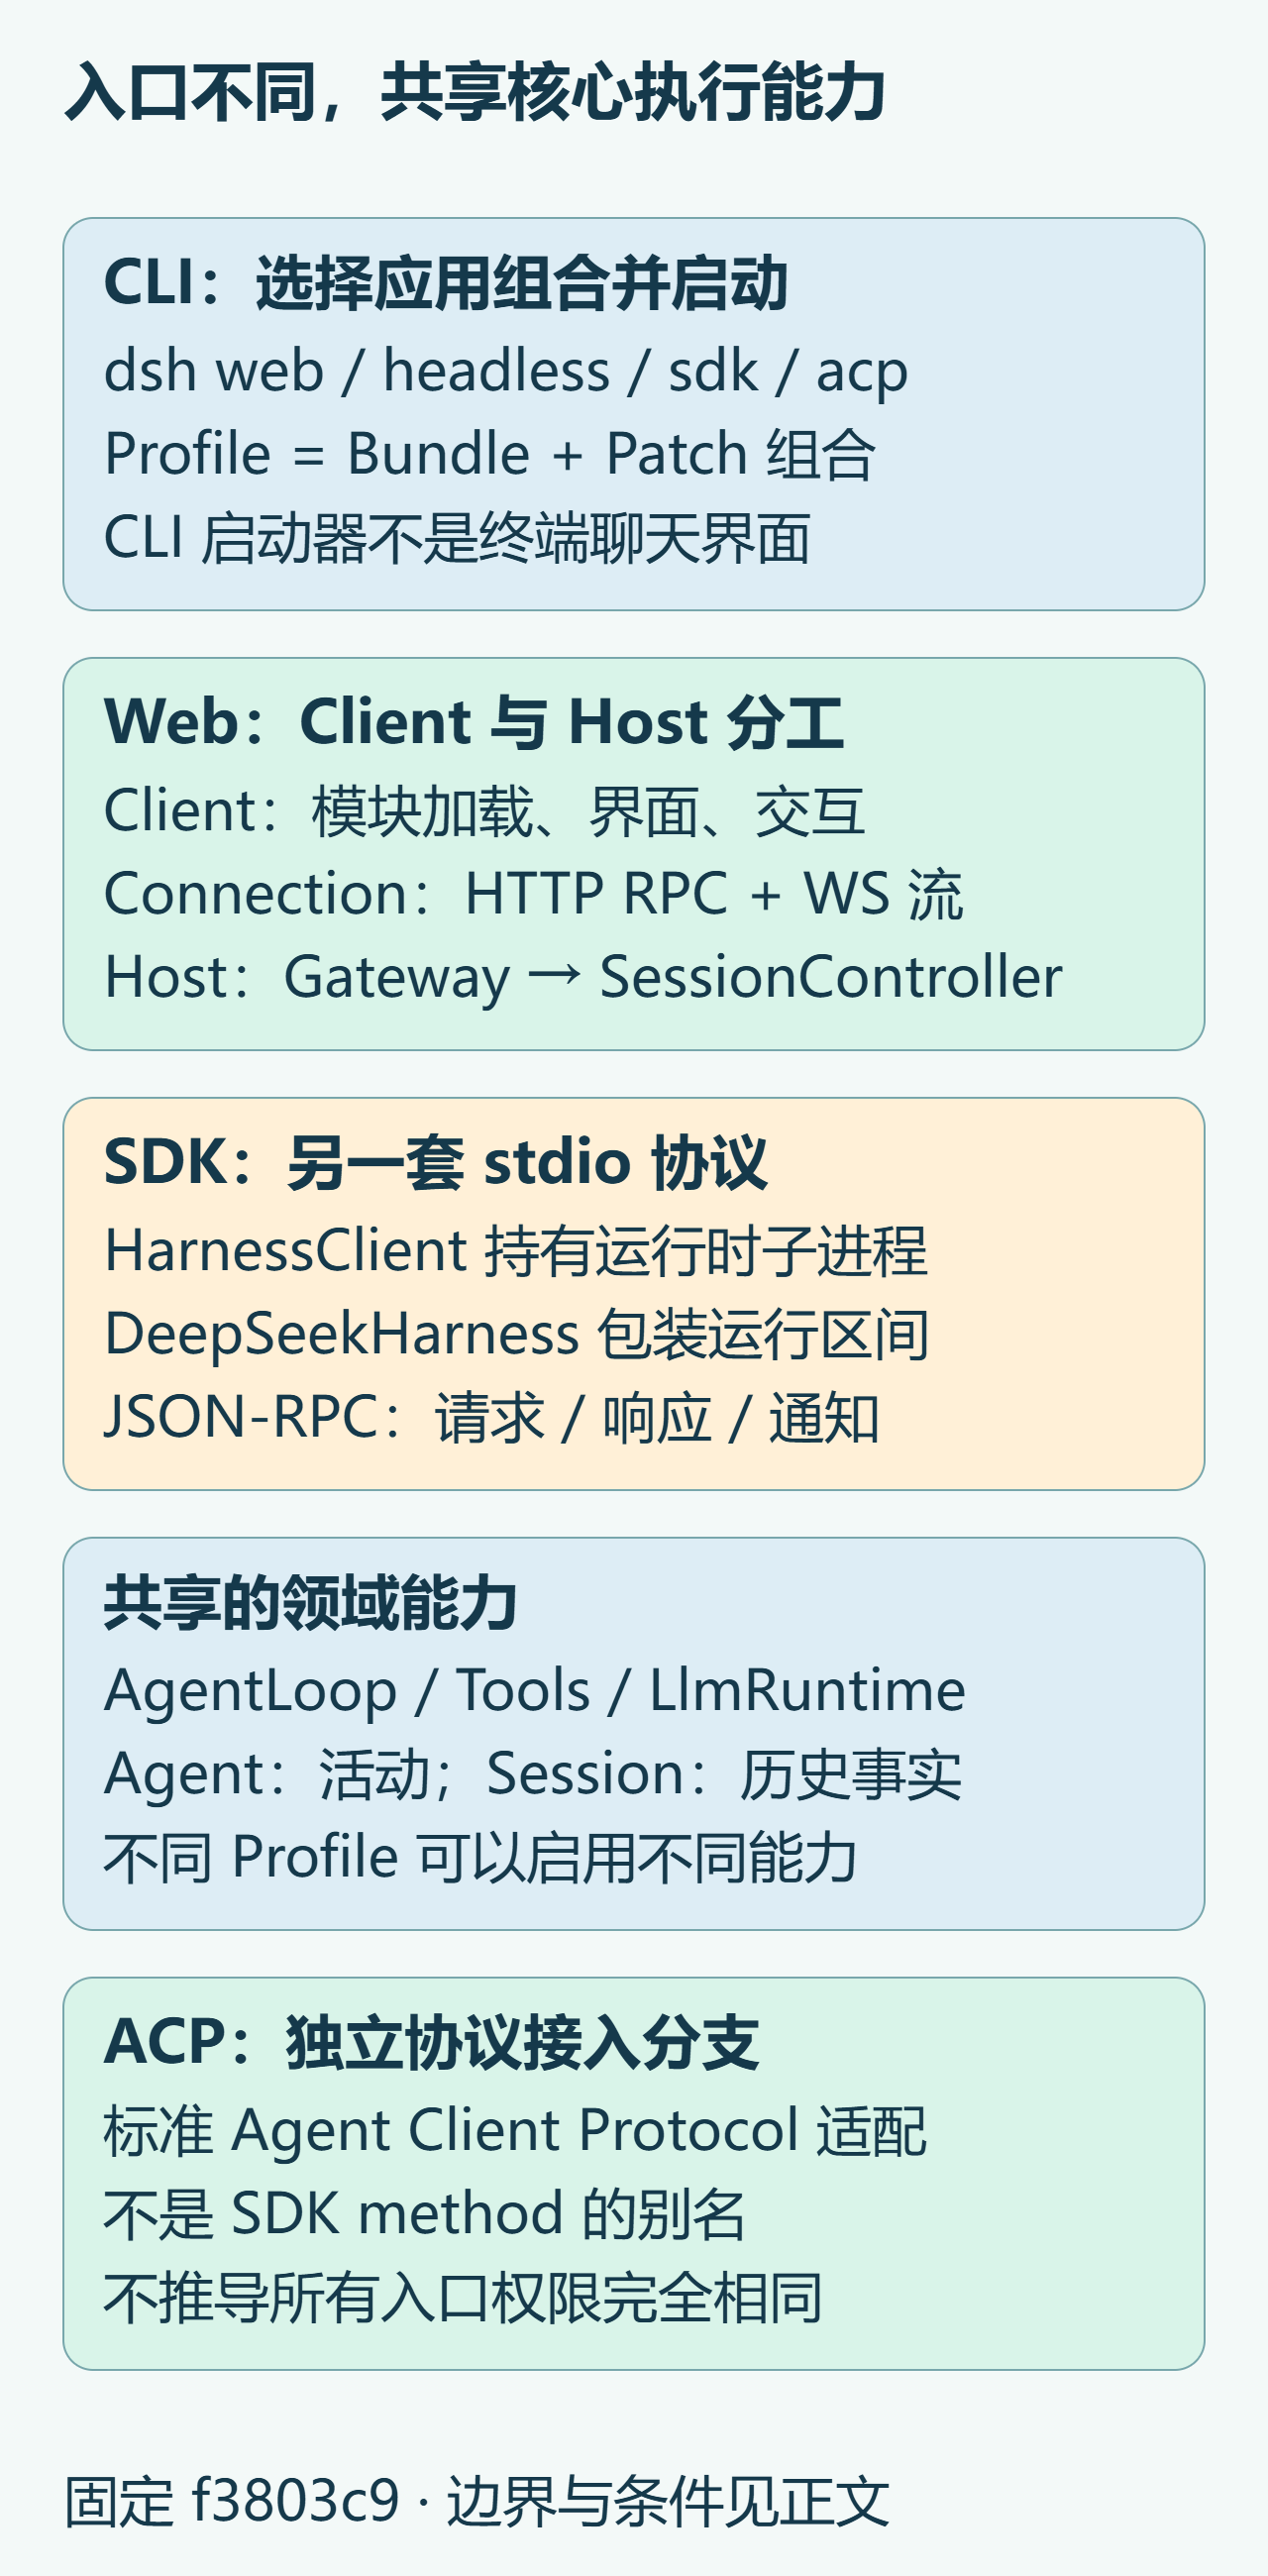 入口不同，共享核心执行能力
CLI：选择应用组合并启动
dsh web / headless / sdk / acp
Profile = Bundle + Patch 组合
CLI 启动器不是终端聊天界面
Web：Client 与 Host 分工
Client：模块加载、界面、交互
Connection：HTTP RPC + WS 流
Host：Gateway → SessionController
SDK：另一套 stdio 协议
HarnessClient 持有运行时子进程
DeepSeekHarness 包装运行区间
JSON-RPC：请求 / 响应 / 通知
共享的领域能力
AgentLoop / Tools / LlmRuntime
Agent：活动；Session：历史事实
不同 Profile 可以启用不同能力
ACP：独立协议接入分支
标准 Agent Client Protocol 适配
不是 SDK method 的别名
不推导所有入口权限完全相同
固定 f3803c9 · 边界与条件见正文